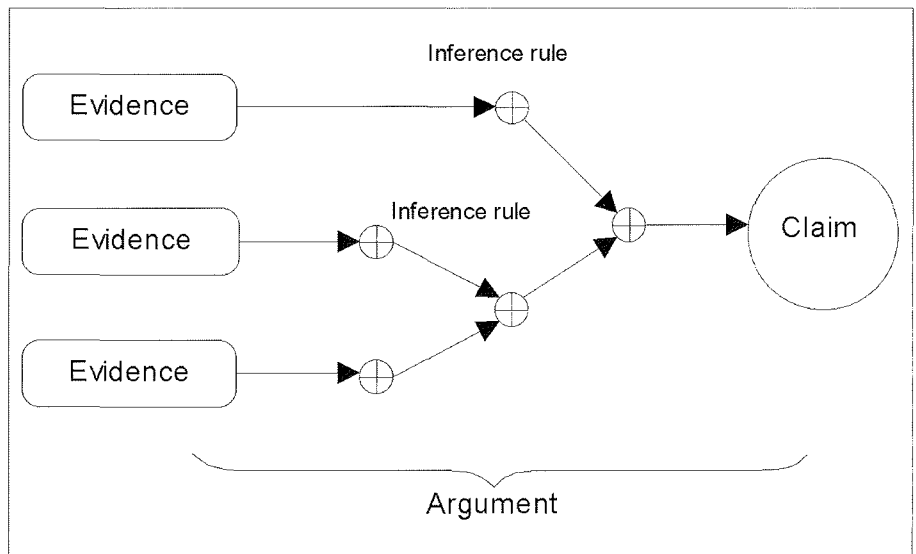 Inference rule
Evidence
Inference rule
Evidence
Claim
Evidence
Argument